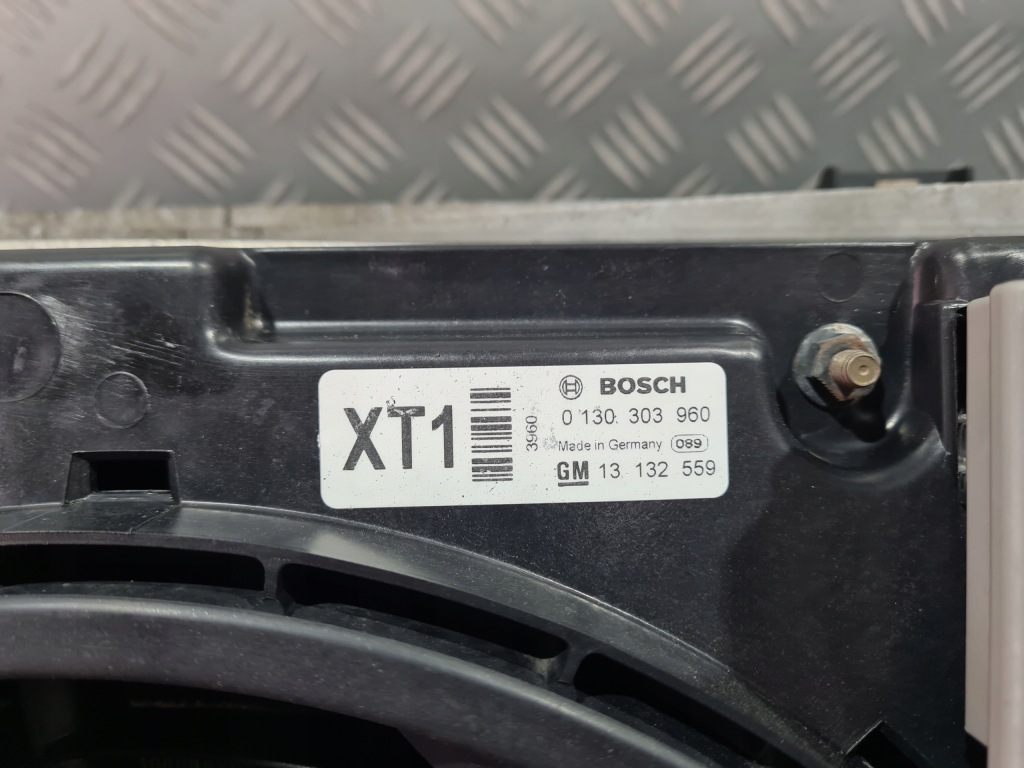 XT1
3960
BOSCH
0 130 303 960
Made in Germany 089
GM 13 132 559